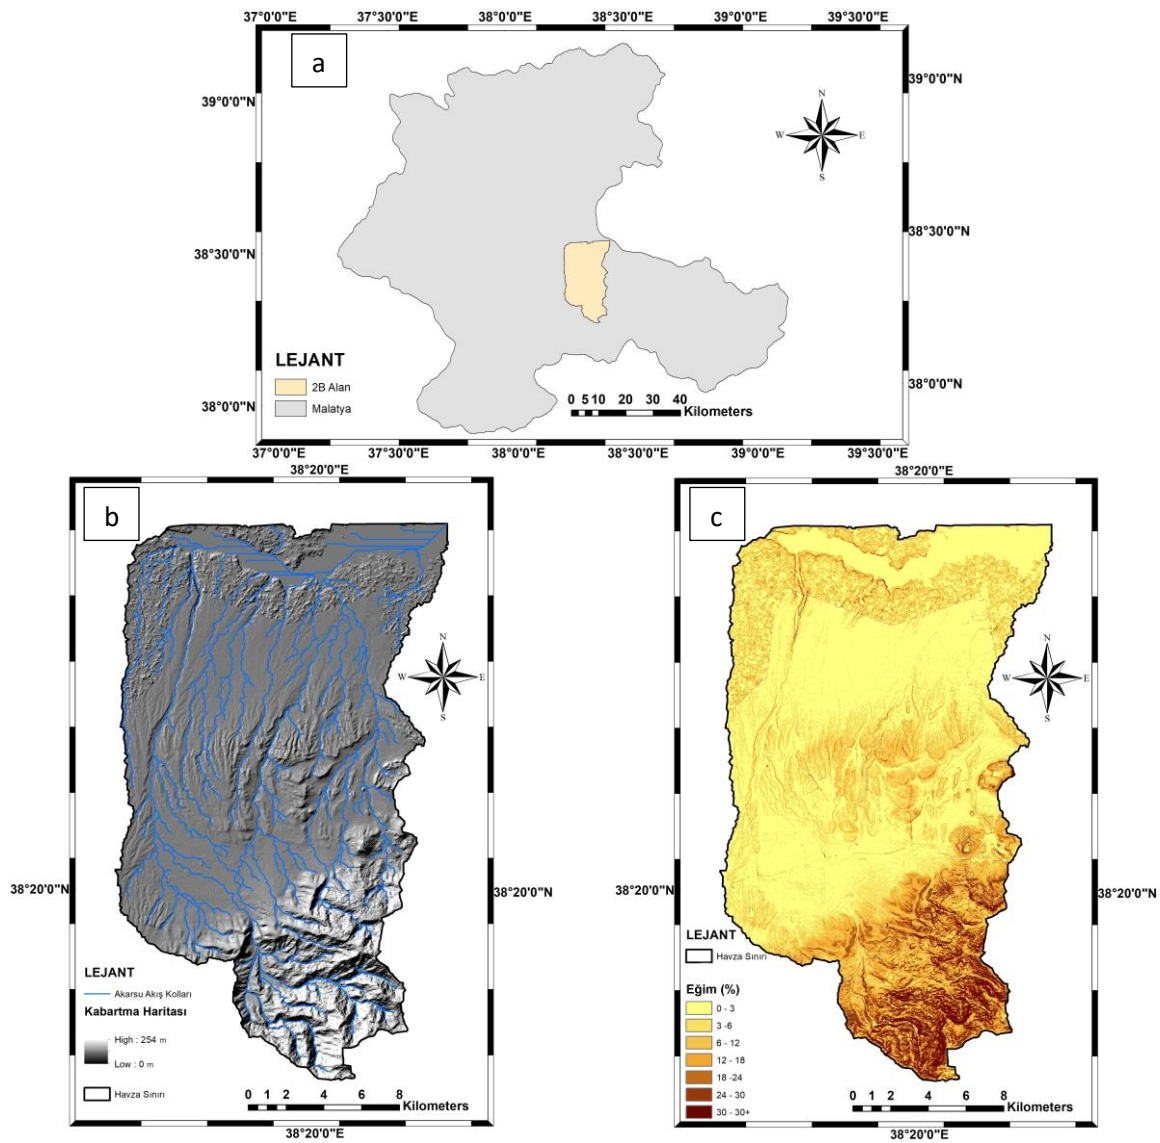 37°0'0"E 37°30'0"E 38°0'0"E 38°30'0"E 39°0'0"E 39°30'0"E
a
39°0'0"N
39°0'0"N
N
W E
S
38°30'0"N
38°30'0"N
LEJANT
2B Alan
Malatya
0 5 10 20 30 40
Kilometers
38°0'0"N
38°0'0"N
37°0'0"E 37°30'0"E 38°0'0"E 38°30'0"E 39°0'0"E 39°30'0"E
38°20'0"E
b
N
W E
S
38°20'0"N
38°20'0"N
LEJANT
Akarsu Akış Kolları
Kabartma Haritası
High : 254 m
Low : 0 m
Havza Sınırı
0 1 2 4 6 8
Kilometers
38°20'0"E
38°20'0"E
c
N
W E
S
38°20'0"N
38°20'0"N
LEJANT
Havza Sınırı
Eğim (%)
0 - 3
3 -6
6 - 12
12 - 18
18 -24
24 - 30
30 - 30+
0 1 2 4 6 8
Kilometers
38°20'0"E